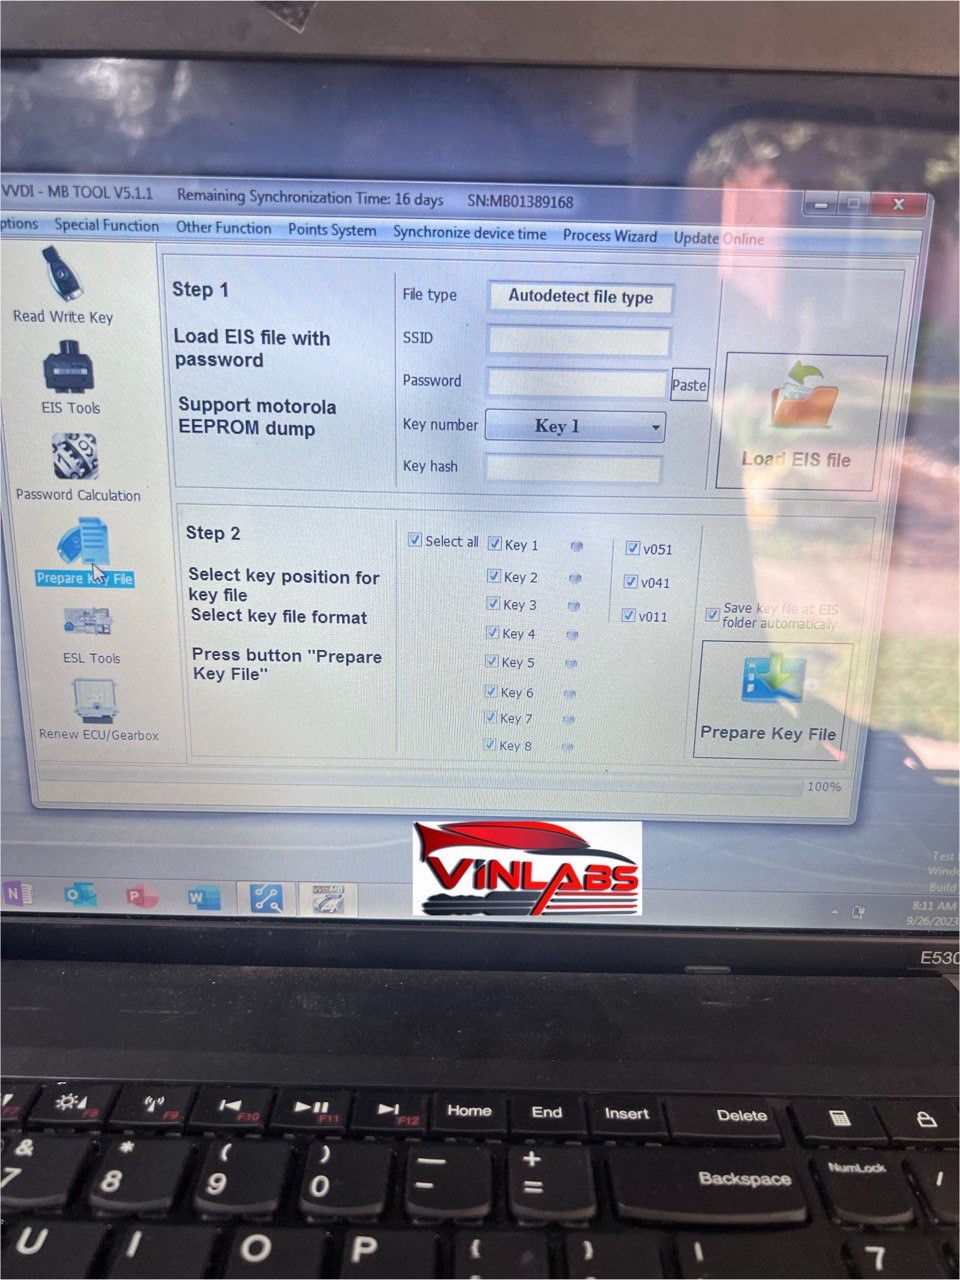 VVDI - MB TOOL V5.1.1 Remaining Synchronization Time: 16 days SN:MB01389168
ptions Special Function Other Function Points System Synchronize device time Process Wizard Update Online
Read Write Key
EIS Tools
Password Calculation
Prepare Key File
ESL Tools
Renew ECU/Gearbox
Step 1
Load EIS file with
password
Support motorola
EEPROM dump
File type Autodetect file type
SSID
Password Paste
Key number Key 1
Key hash
Load EIS file
Step 2
Select key position for
key file
Select key file format
Press button "Prepare
Key File"
Select all
Key 1
Key 2
Key 3
Key 4
Key 5
Key 6
Key 7
Key 8
v051
v041
v011
Save key file at EIS
folder automatically
Prepare Key File
100%
VINLABS
N P W
Test
Windo
Build
8:11 AM
9/26/2023
E530
F7 F8 F9 F10 F11 F12 Home End Insert Delete
& * ( ) — +
7 8 9 0 - = Backspace NumLock /
U I O P { } | 7